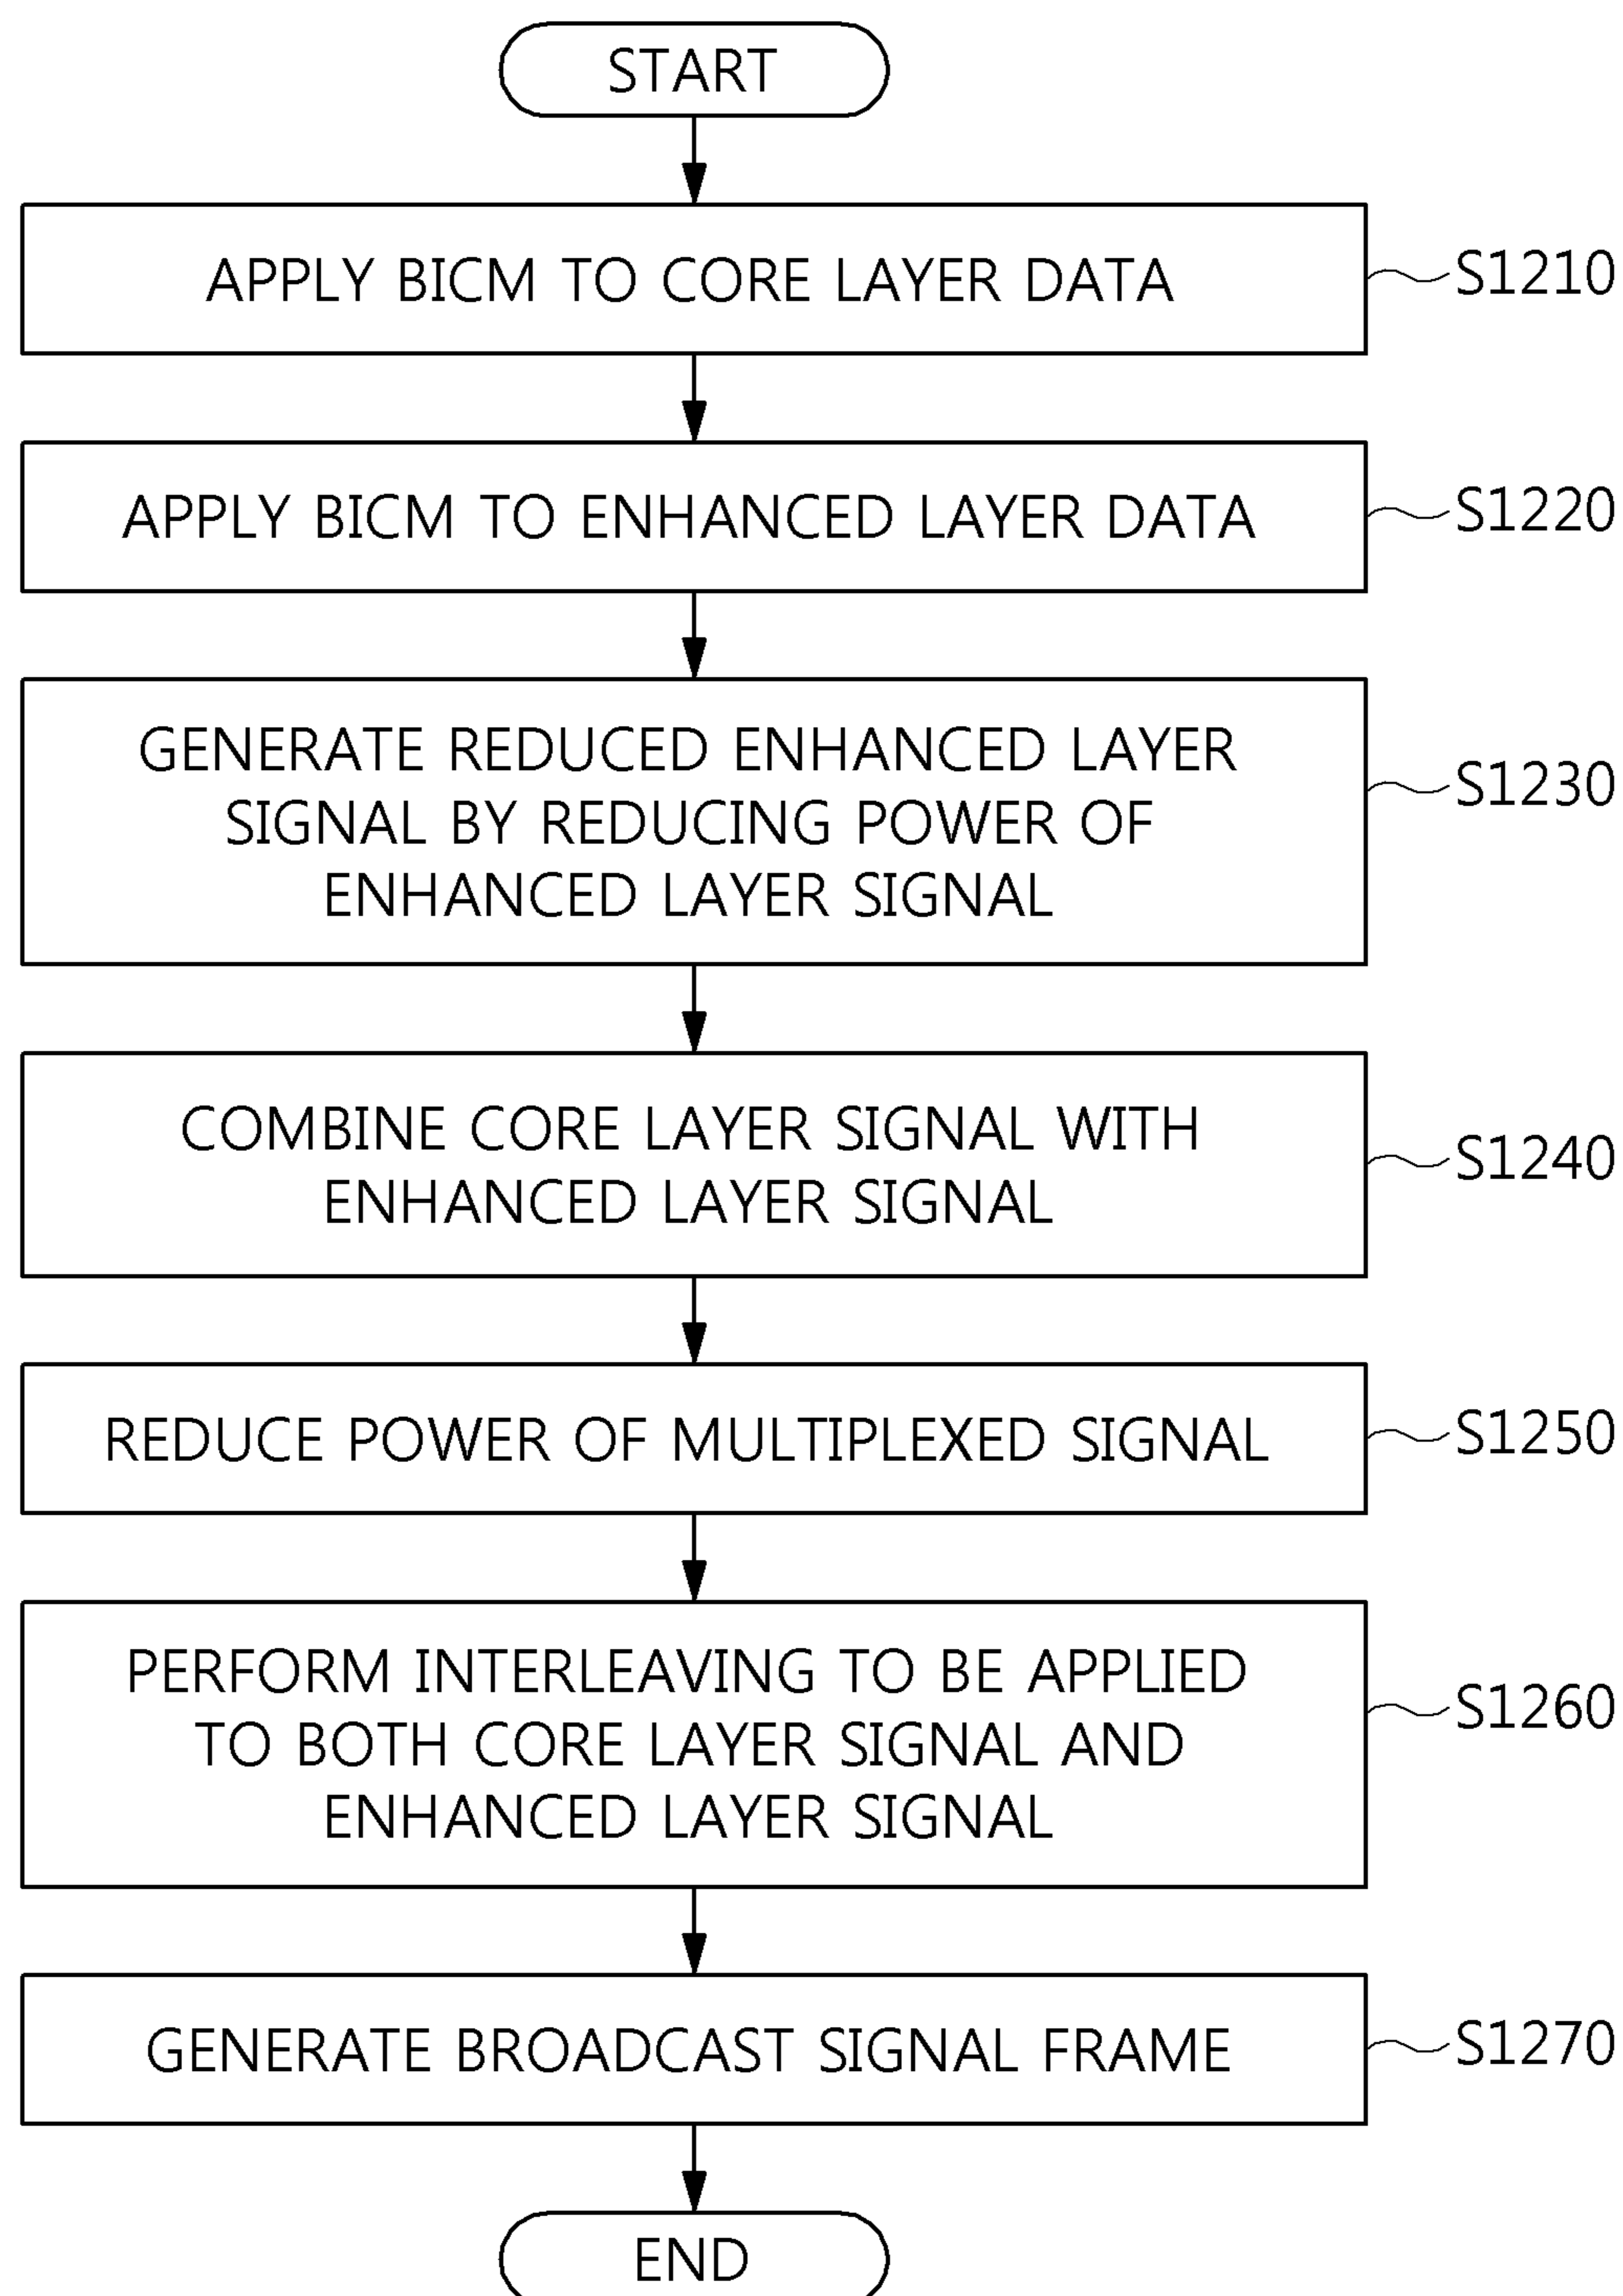 START
APPLY BICM TO CORE LAYER DATA
S1210
APPLY BICM TO ENHANCED LAYER DATA
S1220
GENERATE REDUCED ENHANCED LAYER
SIGNAL BY REDUCING POWER OF
ENHANCED LAYER SIGNAL
S1230
COMBINE CORE LAYER SIGNAL WITH
ENHANCED LAYER SIGNAL
S1240
REDUCE POWER OF MULTIPLEXED SIGNAL
S1250
PERFORM INTERLEAVING TO BE APPLIED
TO BOTH CORE LAYER SIGNAL AND
ENHANCED LAYER SIGNAL
S1260
GENERATE BROADCAST SIGNAL FRAME
S1270
END